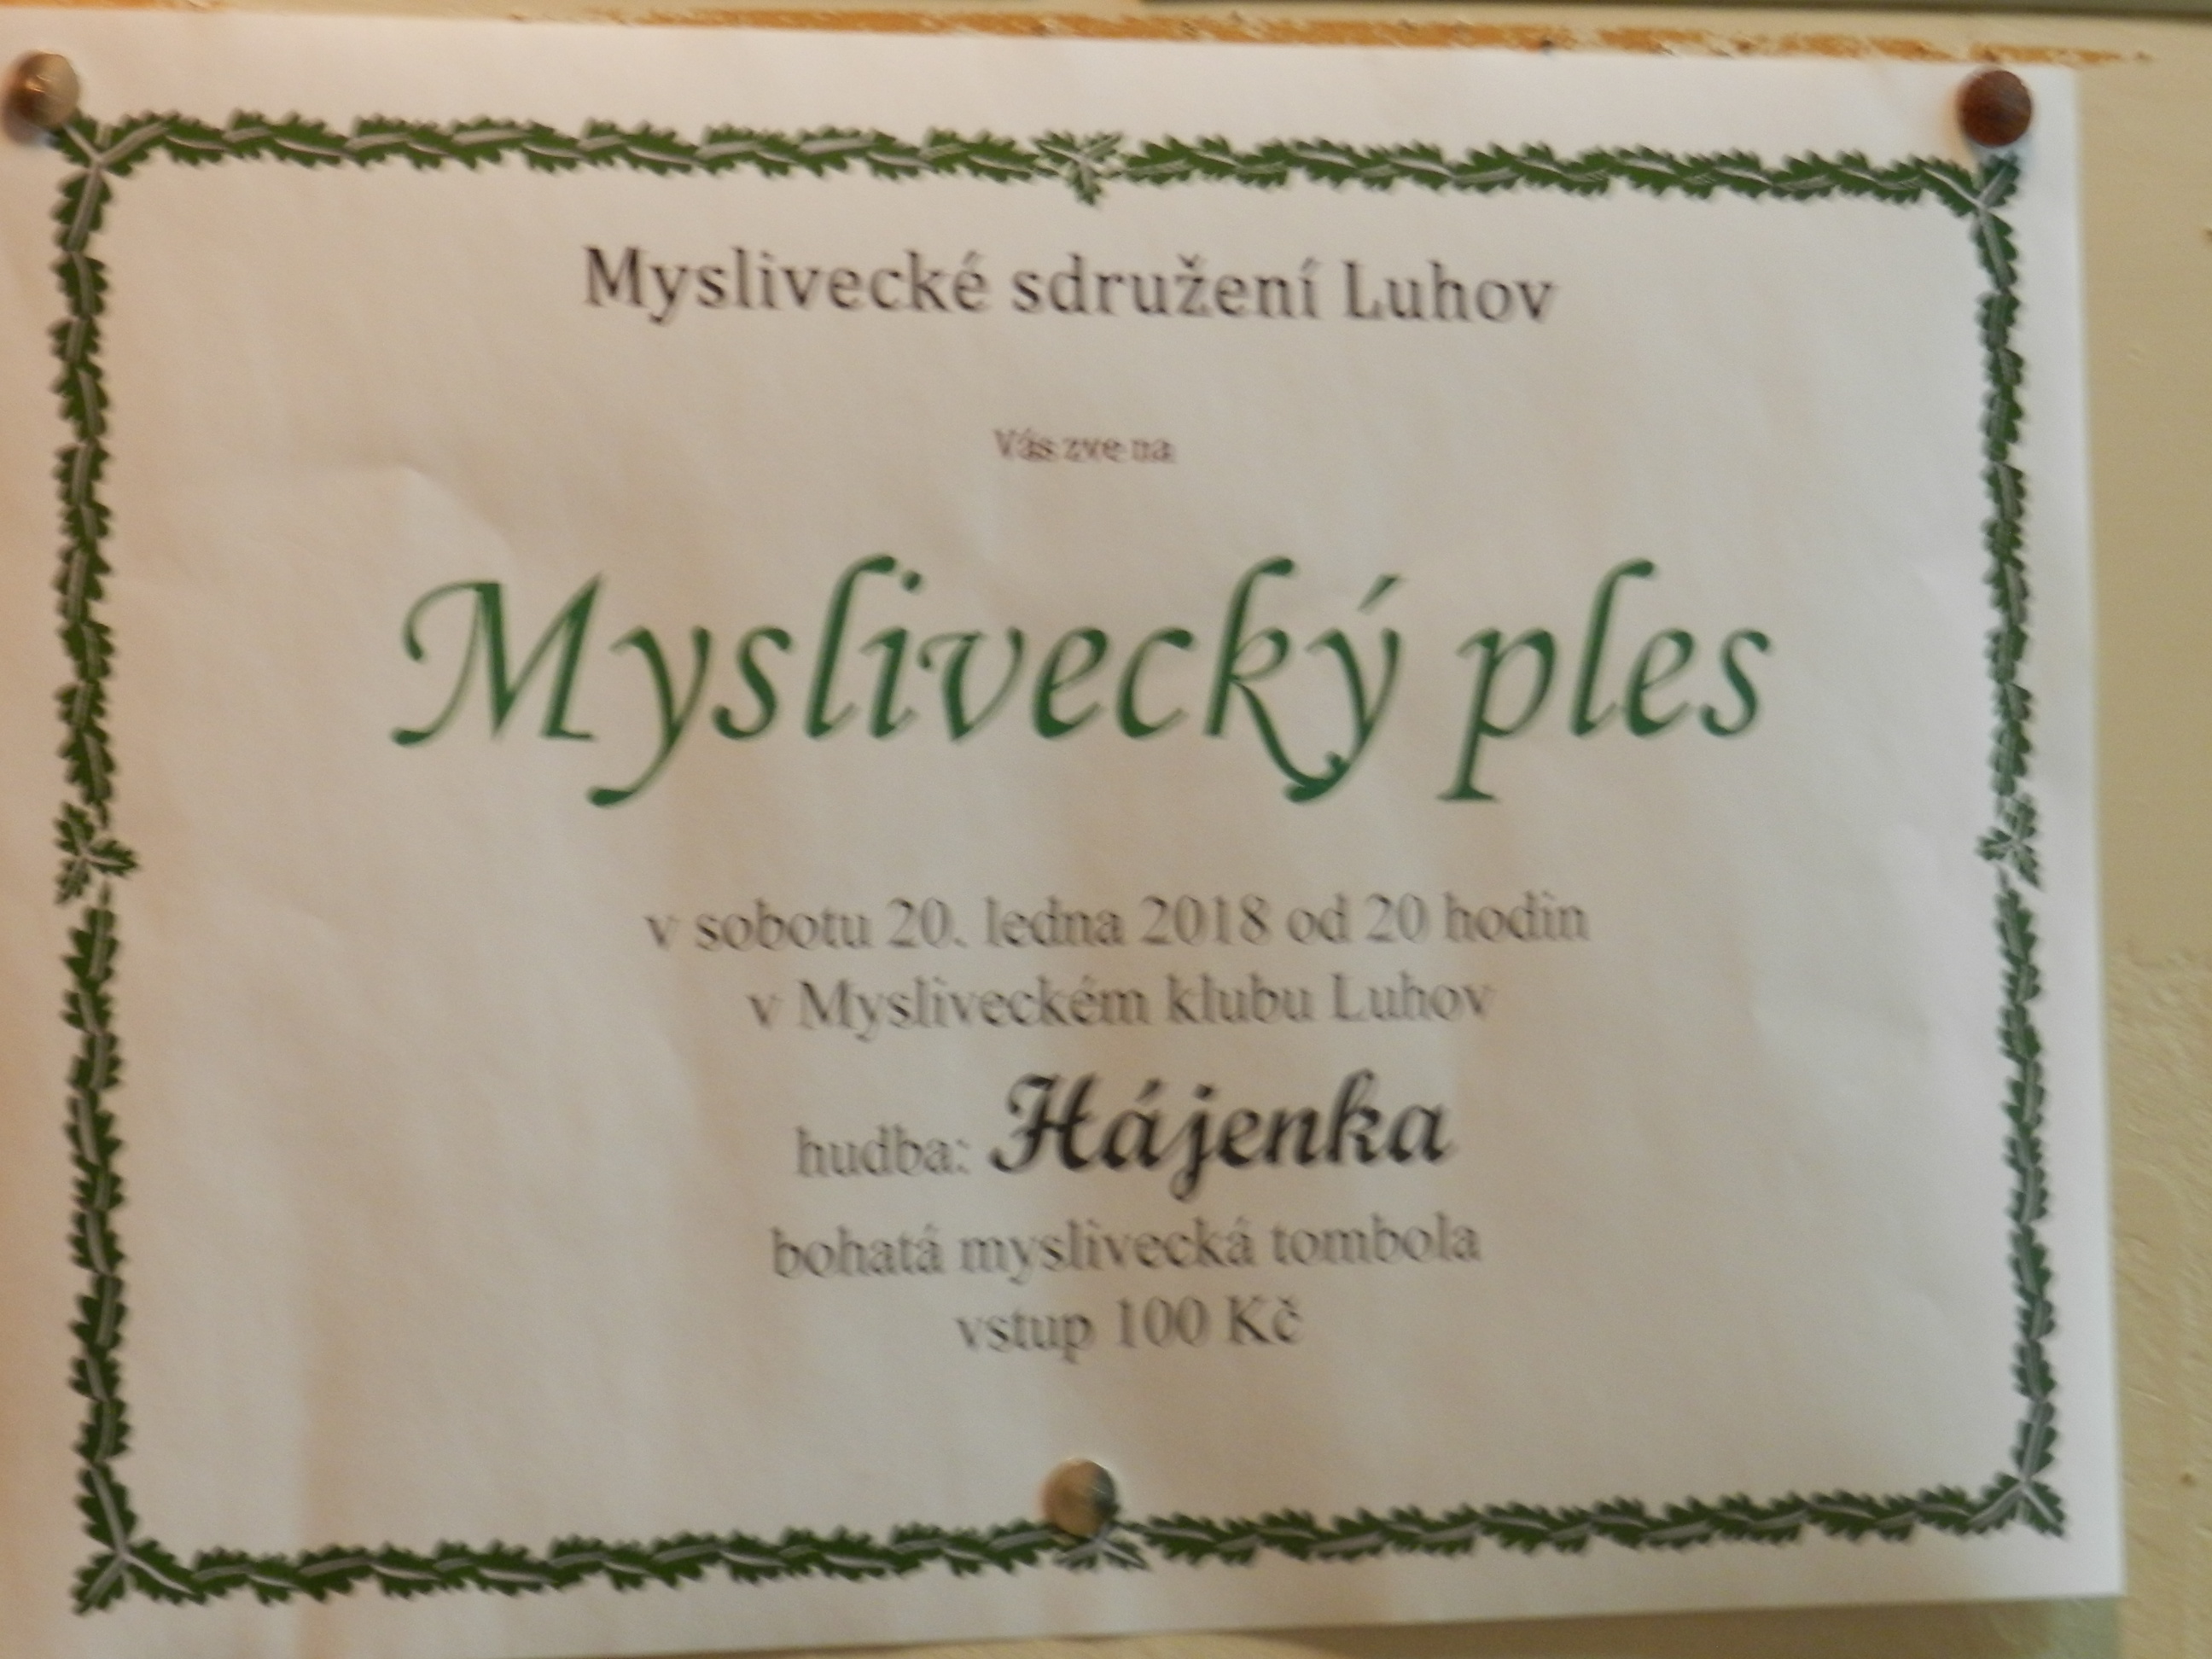 Myslivecké sdružení Luhov
Vás zve na
Myslivecký ples
v sobotu 20. ledna 2018 od 20 hodin
v Mysliveckém klubu Luhov
hudba: Hájenka
bohatá myslivecká tombola
vstup 100 Kč